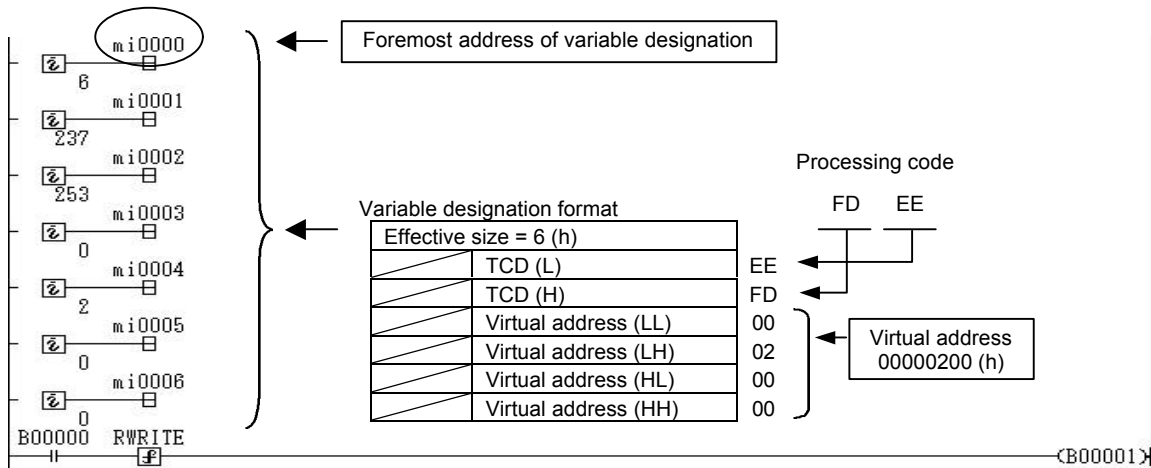 mi0000
6
mi0001
237
mi0002
253
mi0003
0
mi0004
2
mi0005
0
mi0006
0
B00000 RWRITE
(B00001)
Foremost address of variable designation
Processing code
FD EE
Variable designation format
Effective size = 6 (h)
TCD (L) EE
TCD (H) FD
Virtual address (LL) 00
Virtual address (LH) 02
Virtual address (HL) 00
Virtual address (HH) 00
Virtual address
00000200 (h)